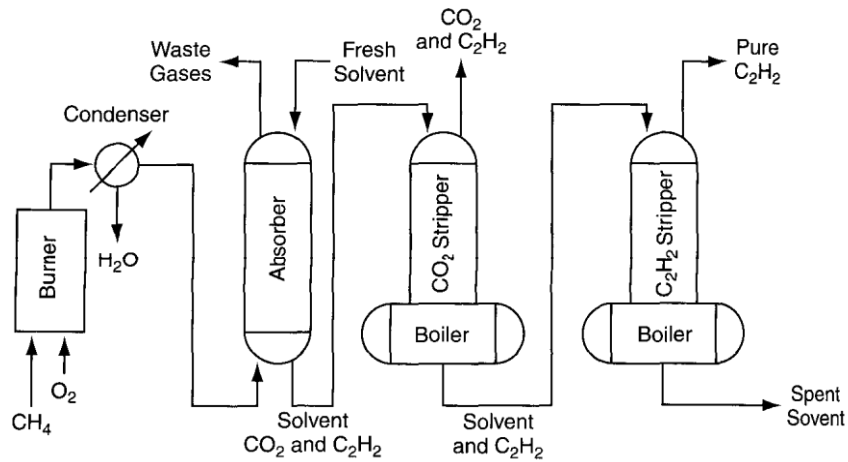 CO₂
and C₂H₂
Waste
Gases
Fresh
Solvent
Pure
C₂H₂
Condenser
Burner
H₂O
Absorber
CO₂ Stripper
C₂H₂ Stripper
Boiler
Boiler
O₂
CH₄
Solvent
CO₂ and C₂H₂
Solvent
and C₂H₂
Spent
Sovent